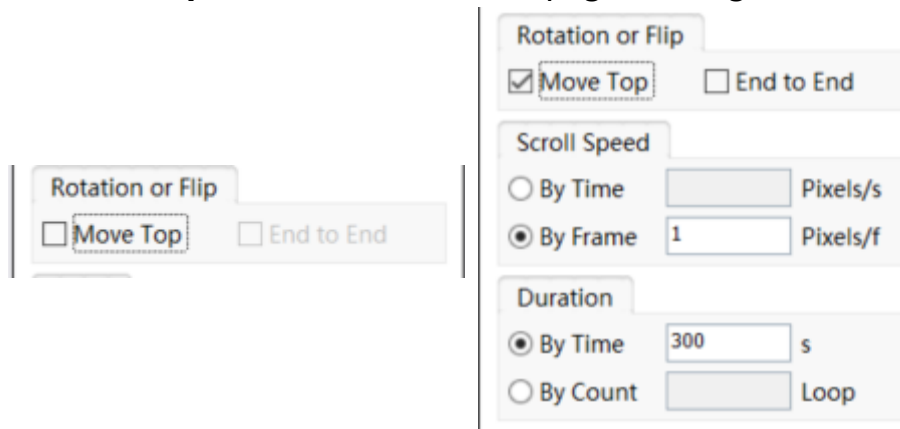 Rotation or Flip
Move Top End to End
Rotation or Flip
Move Top End to End
Scroll Speed
By Time Pixels/s
By Frame 1 Pixels/f
Duration
By Time 300 s
By Count Loop